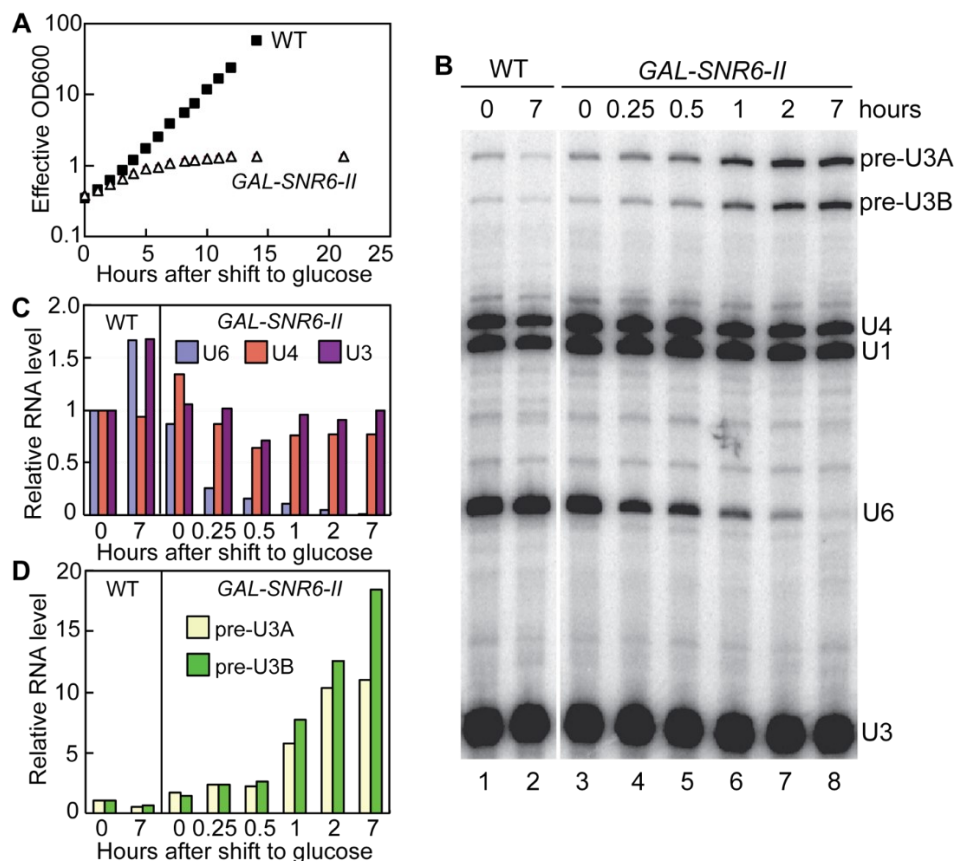 A
100
10
1
0.1
Effective OD600
WT
GAL-SNR6-II
0 5 10 15 20 25
Hours after shift to glucose
B
WT GAL-SNR6-II
0 7 0 0.25 0.5 1 2 7 hours
pre-U3A
pre-U3B
U4
U1
U6
U3
1 2 3 4 5 6 7 8
C
2.0
1.5
1
0.5
0
Relative RNA level
WT GAL-SNR6-II
U6 U4 U3
0 7 0 0.25 0.5 1 2 7
Hours after shift to glucose
D
20
15
10
5
0
Relative RNA level
WT GAL-SNR6-II
pre-U3A
pre-U3B
0 7 0 0.25 0.5 1 2 7
Hours after shift to glucose